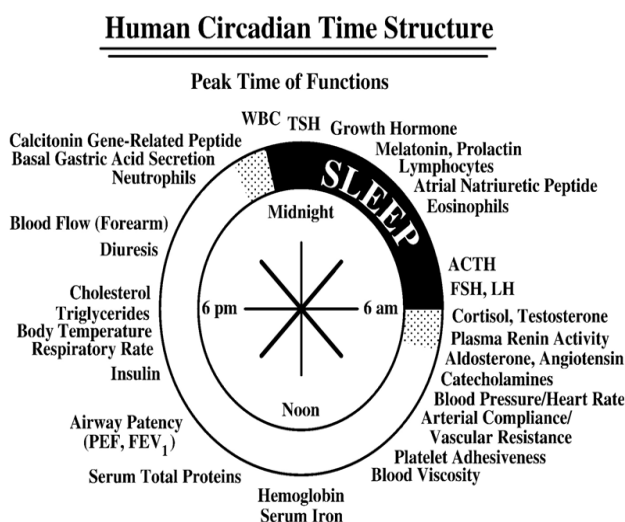 Human Circadian Time Structure
Peak Time of Functions
WBC
TSH
Growth Hormone
Melatonin, Prolactin
Lymphocytes
Atrial Natriuretic Peptide
Eosinophils
ACTH
FSH, LH
Cortisol, Testosterone
Plasma Renin Activity
Aldosterone, Angiotensin
Catecholamines
Blood Pressure/Heart Rate
Arterial Compliance/
Vascular Resistance
Platelet Adhesiveness
Blood Viscosity
Hemoglobin
Serum Iron
Serum Total Proteins
Airway Patency
(PEF, FEV₁)
Insulin
Respiratory Rate
Body Temperature
Triglycerides
Cholesterol
Diuresis
Blood Flow (Forearm)
Neutrophils
Basal Gastric Acid Secretion
Calcitonin Gene-Related Peptide
SLEEP
Midnight
6 am
Noon
6 pm